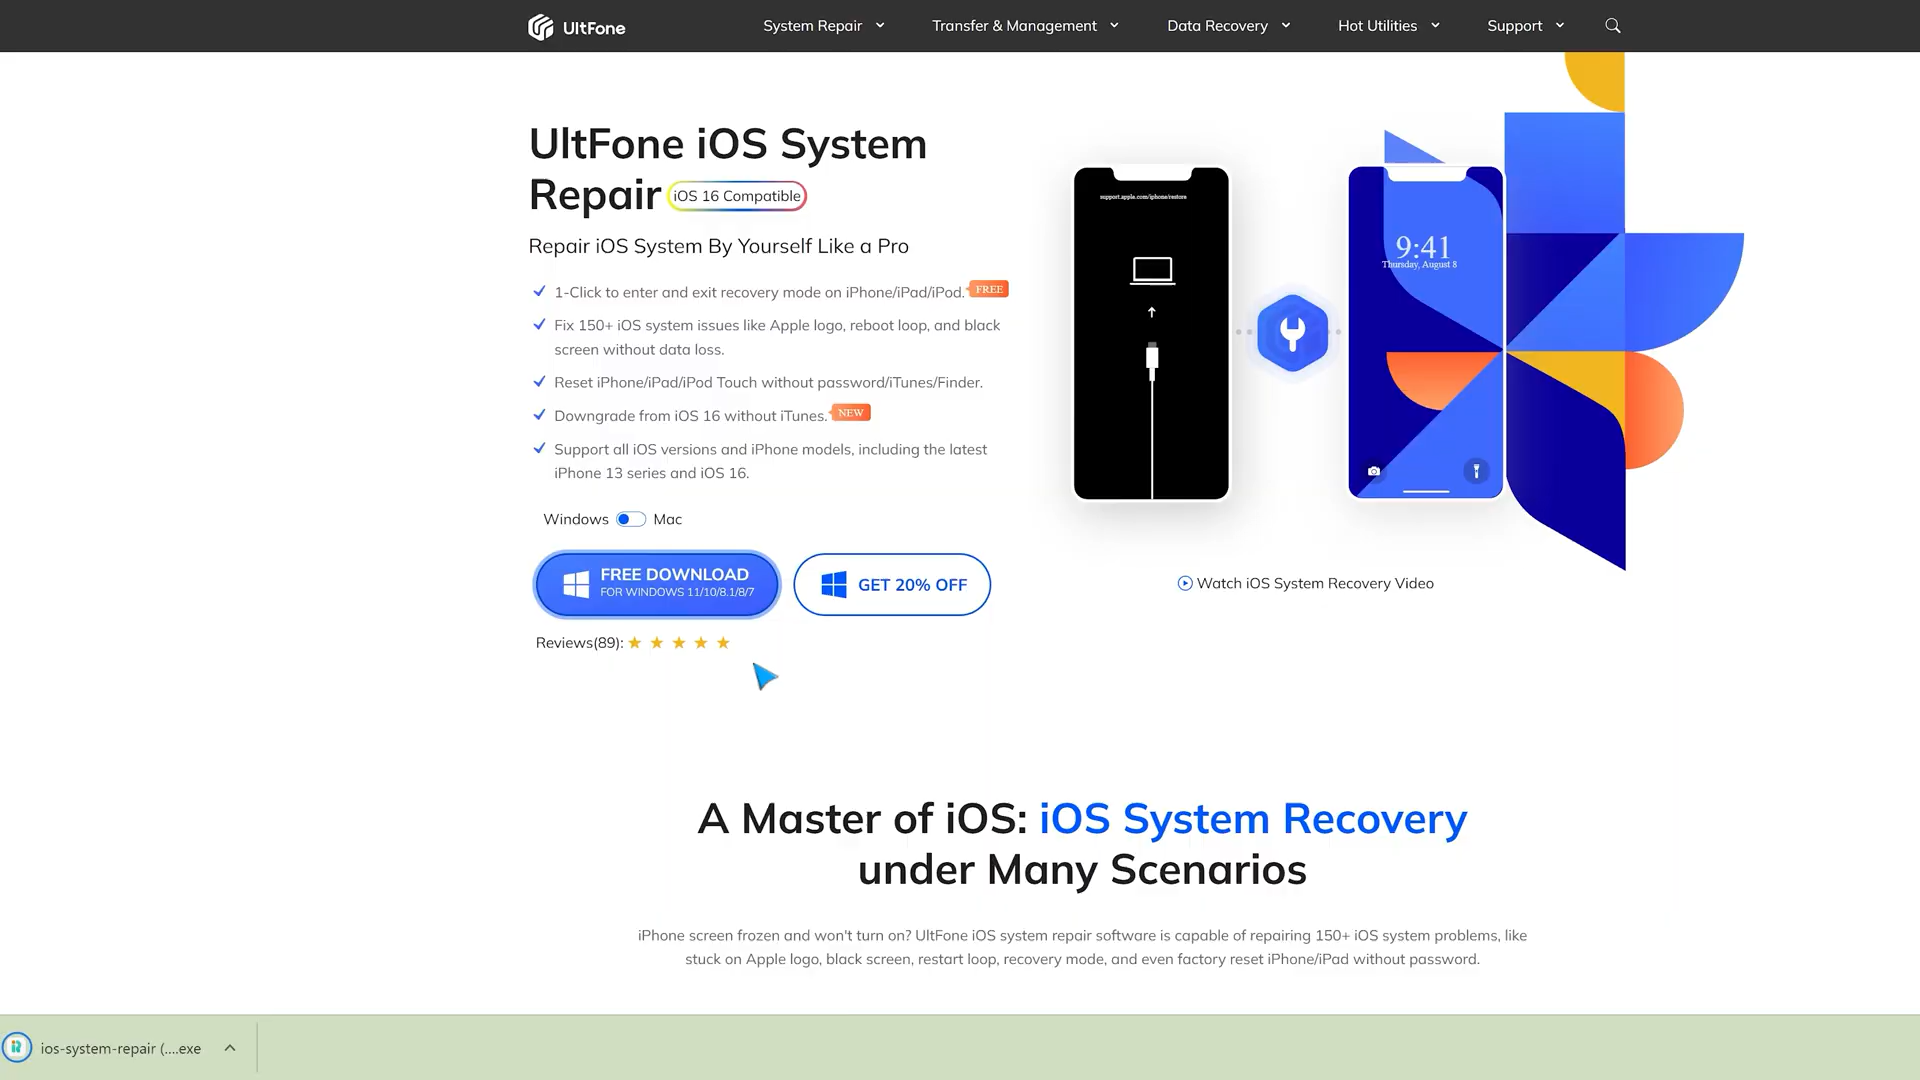 UltFone
System Repair
Transfer & Management
Data Recovery
Hot Utilities
Support
UltFone iOS System
Repair
iOS 16 Compatible
Repair iOS System By Yourself Like a Pro
1-Click to enter and exit recovery mode on iPhone/iPad/iPod. FREE
Fix 150+ iOS system issues like Apple logo, reboot loop, and black
screen without data loss.
Reset iPhone/iPad/iPod Touch without password/iTunes/Finder.
Downgrade from iOS 16 without iTunes. NEW
Support all iOS versions and iPhone models, including the latest
iPhone 13 series and iOS 16.
Windows Mac
FREE DOWNLOAD
FOR WINDOWS 11/10/8.1/8/7
GET 20% OFF
Reviews(89):
support.apple.com/iphone/restore
9:41
Thursday, August 8
Watch iOS System Recovery Video
A Master of iOS: iOS System Recovery
under Many Scenarios
iPhone screen frozen and won't turn on? UltFone iOS system repair software is capable of repairing 150+ iOS system problems, like
stuck on Apple logo, black screen, restart loop, recovery mode, and even factory reset iPhone/iPad without password.
ios-system-repair (....exe